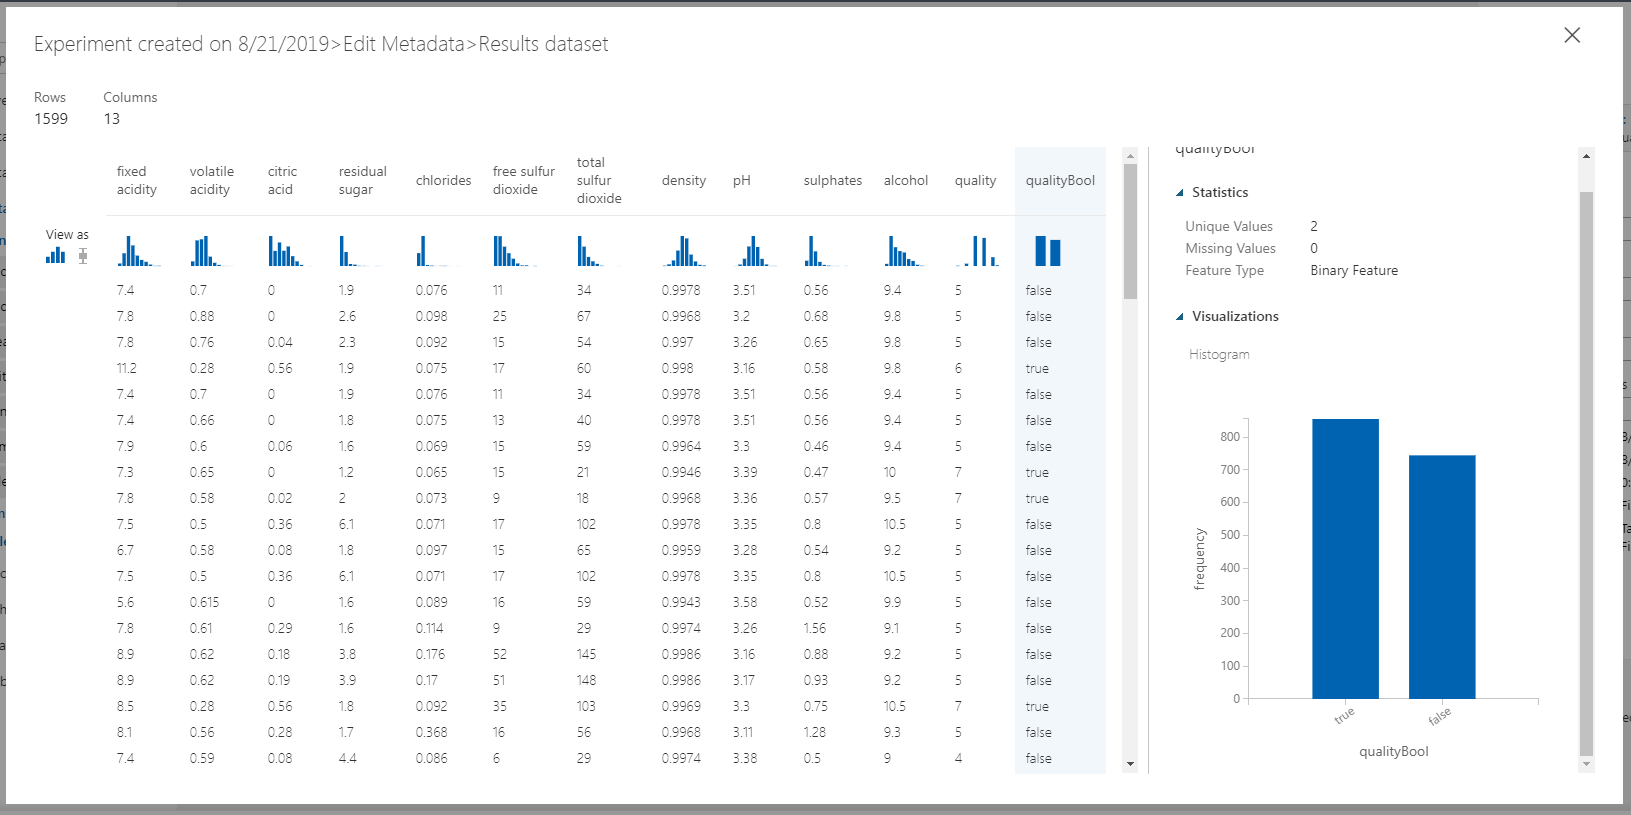 Experiment created on 8/21/2019>Edit Metadata>Results dataset
Rows Columns
1599 13
fixed acidity volatile acidity citric acid residual sugar chlorides free sulfur dioxide total sulfur dioxide density pH sulphates alcohol quality qualityBool
View as
7.4 0.7 0 1.9 0.076 11 34 0.9978 3.51 0.56 9.4 5 false
7.8 0.88 0 2.6 0.098 25 67 0.9968 3.2 0.68 9.8 5 false
7.8 0.76 0.04 2.3 0.092 15 54 0.997 3.26 0.65 9.8 5 false
11.2 0.28 0.56 1.9 0.075 17 60 0.998 3.16 0.58 9.8 6 true
7.4 0.7 0 1.9 0.076 11 34 0.9978 3.51 0.56 9.4 5 false
7.4 0.66 0 1.8 0.075 13 40 0.9978 3.51 0.56 9.4 5 false
7.9 0.6 0.06 1.6 0.069 15 59 0.9964 3.3 0.46 9.4 5 false
7.3 0.65 0 1.2 0.065 15 21 0.9946 3.39 0.47 10 7 true
7.8 0.58 0.02 2 0.073 9 18 0.9968 3.36 0.57 9.5 7 true
7.5 0.5 0.36 6.1 0.071 17 102 0.9978 3.35 0.8 10.5 5 false
6.7 0.58 0.08 1.8 0.097 15 65 0.9959 3.28 0.54 9.2 5 false
7.5 0.5 0.36 6.1 0.071 17 102 0.9978 3.35 0.8 10.5 5 false
5.6 0.615 0 1.6 0.089 16 59 0.9943 3.58 0.52 9.9 5 false
7.8 0.61 0.29 1.6 0.114 9 29 0.9974 3.26 1.56 9.1 5 false
8.9 0.62 0.18 3.8 0.176 52 145 0.9986 3.16 0.88 9.2 5 false
8.9 0.62 0.19 3.9 0.17 51 148 0.9986 3.17 0.93 9.2 5 false
8.5 0.28 0.56 1.8 0.092 35 103 0.9969 3.3 0.75 10.5 7 true
8.1 0.56 0.28 1.7 0.368 16 56 0.9968 3.11 1.28 9.3 5 false
7.4 0.59 0.08 4.4 0.086 6 29 0.9974 3.38 0.5 9 4 false
qualityBool
Statistics
Unique Values 2
Missing Values 0
Feature Type Binary Feature
Visualizations
Histogram
800
700
600
500
400
300
200
100
0
frequency
true false
qualityBool